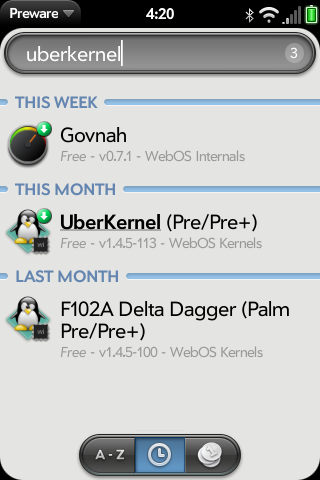 Preware 4:20
uberkernel 3
THIS WEEK
Govnah
Free - v0.7.1 - WebOS Internals
THIS MONTH
UberKernel (Pre/Pre+)
Free - v1.4.5-113 - WebOS Kernels
LAST MONTH
F102A Delta Dagger (Palm
Pre/Pre+)
Free - v1.4.5-100 - WebOS Kernels
A - Z